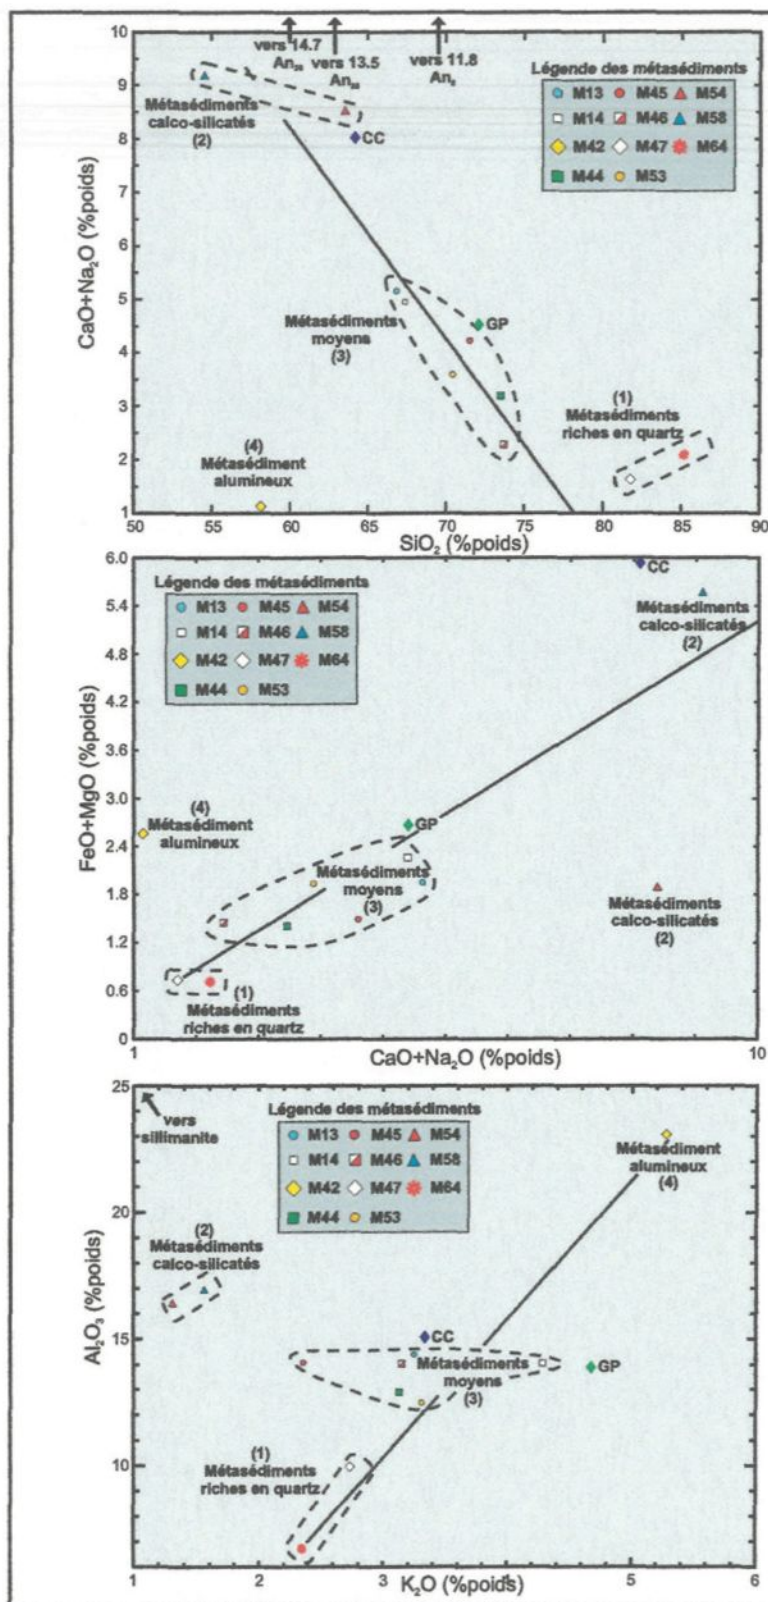 10
vers 14.7
An
vers 13.5
An
vers 11.8
An
Légende des métasédiments
M13 M45 M54
M14 M46 M58
M42 M47 M64
M44 M53
Métasédiments
calco-silicatés
(2)
CC
9
8
7
6
5
4
3
2
1
CaO+Na₂O (%poids)
Métasédiments
moyens
(3)
GP
(1)
Métasédiments
riches en quartz
(4)
Métasédiment
alumineux
50 55 60 65 70 75 80 85 90
SiO₂ (%poids)
6.0
5.4
4.8
4.2
3.6
3.0
2.4
1.8
1.2
0.6
0
FeO+MgO (%poids)
Légende des métasédiments
M13 M45 M54
M14 M46 M58
M42 M47 M64
M44 M53
CC
Métasédiments
calco-silicatés
(2)
(4)
Métasédiment
alumineux
GP
Métasédiments
moyens
(3)
Métasédiments
calco-silicatés
(2)
(1)
Métasédiments
riches en quartz
1 10
CaO+Na₂O (%poids)
25
20
15
10
Al₂O₃ (%poids)
vers
sillimanite
Légende des métasédiments
M13 M45 M54
M14 M46 M58
M42 M47 M64
M44 M53
Métasédiment
alumineux
(4)
(2)
Métasédiments
calco-silicatés
CC
GP
Métasédiments
moyens
(3)
(1)
Métasédiments
riches en quartz
1 2 3 4 5 6
K₂O (%poids)